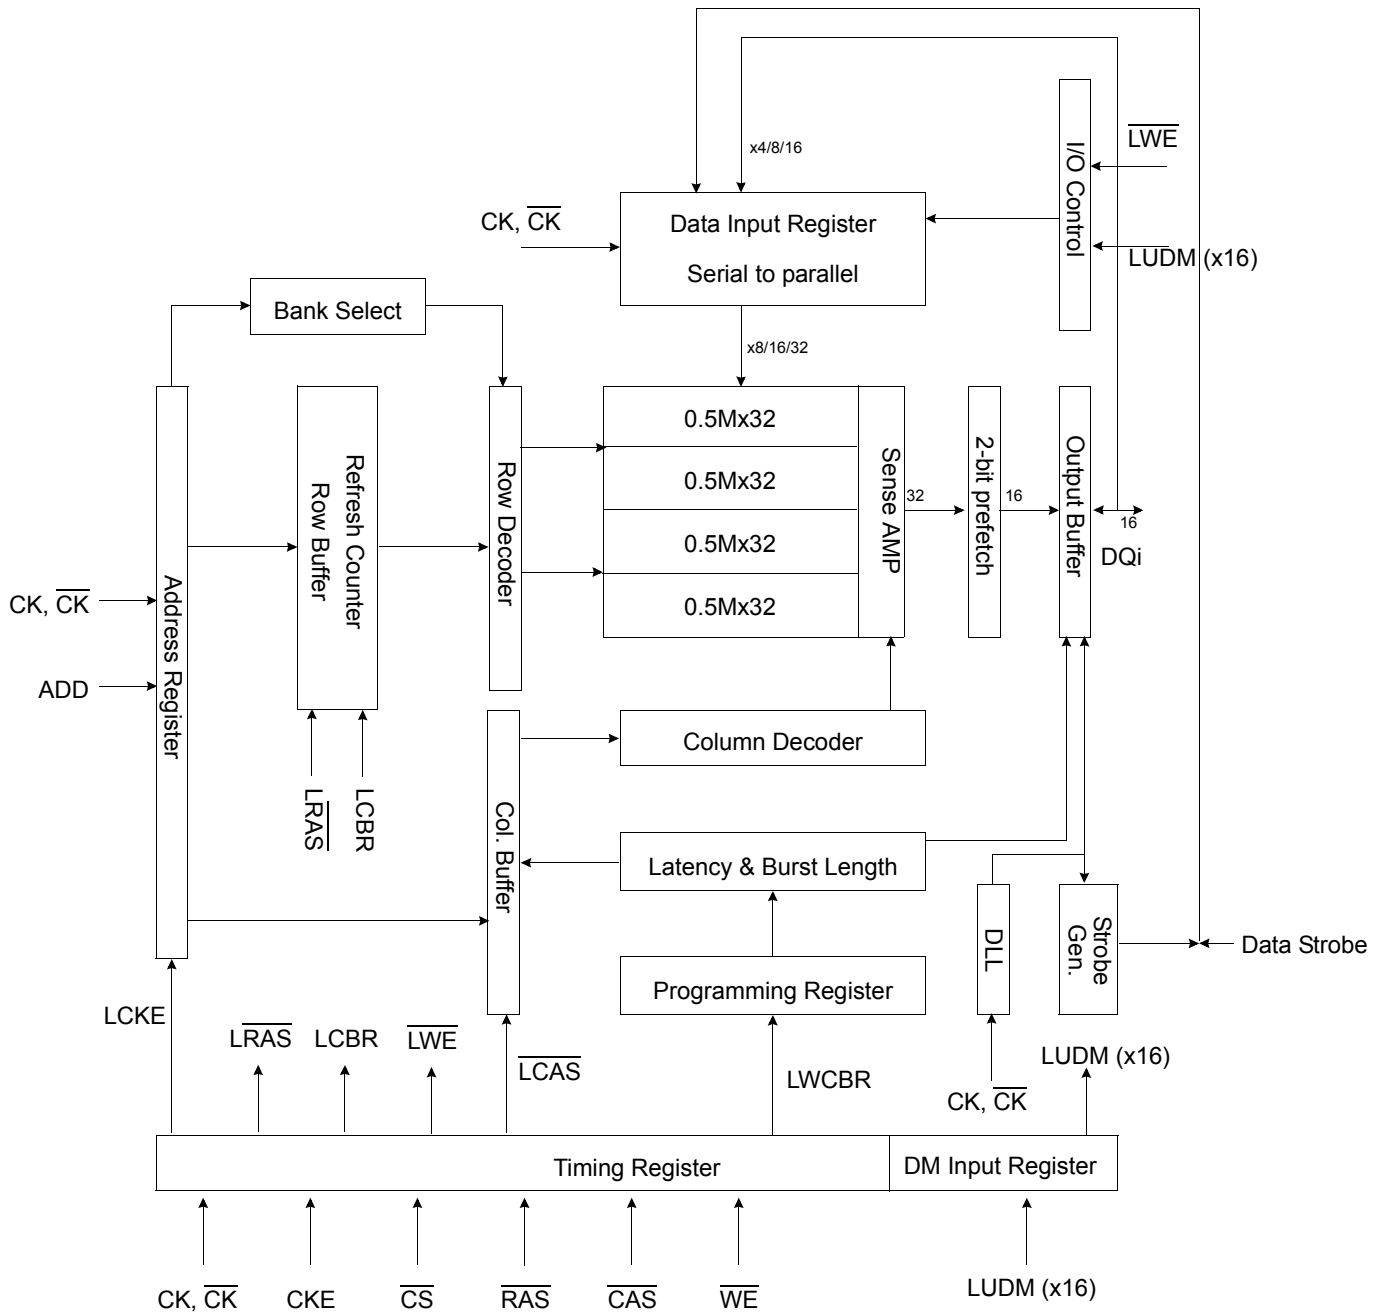 x4/8/16
I/O Control
LWE
CK, CK
Data Input Register
Serial to parallel
LUDM (x16)
Bank Select
x8/16/32
Address Register
Refresh Counter
Row Buffer
Row Decoder
0.5Mx32
0.5Mx32
0.5Mx32
0.5Mx32
Sense AMP
32
2-bit prefetch
16
Output Buffer
16
DQi
CK, CK
ADD
LRAS
LCBR
Col. Buffer
Column Decoder
Latency & Burst Length
DLL
Strobe
Gen.
Data Strobe
Programming Register
LCKE
LRAS
LCBR
LWE
LCAS
LWCBR
CK, CK
LUDM (x16)
Timing Register
DM Input Register
CK, CK
CKE
CS
RAS
CAS
WE
LUDM (x16)